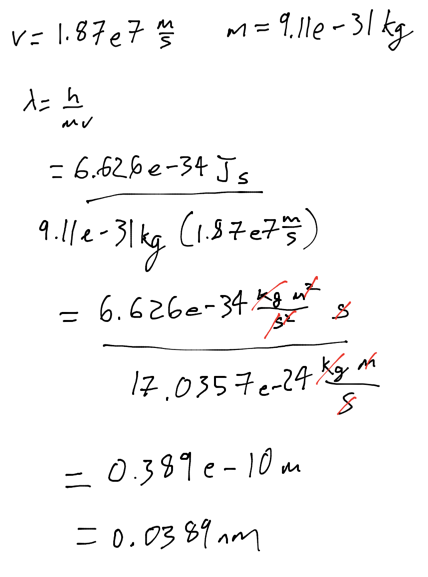 v = 1.87e7 m/s m = 9.11e-31 kg
λ = h/mv
= 6.626e-34 Js
9.11e-31 kg (1.87e7 m/s)
= 6.626e-34 kg m²/s² s
17.0357e-24 kg m/s
= 0.389e-10 m
= 0.0389 nm